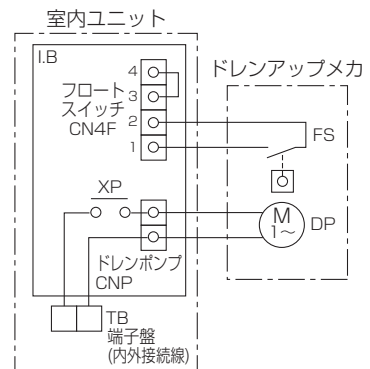 室内ユニット
I.B
ドレンアップメカ
4
フロート
スイッチ
CN4F
3
2
1
FS
XP
M
1～
DP
ドレンポンプ
CNP
TB
端子盤
(内外接続線)